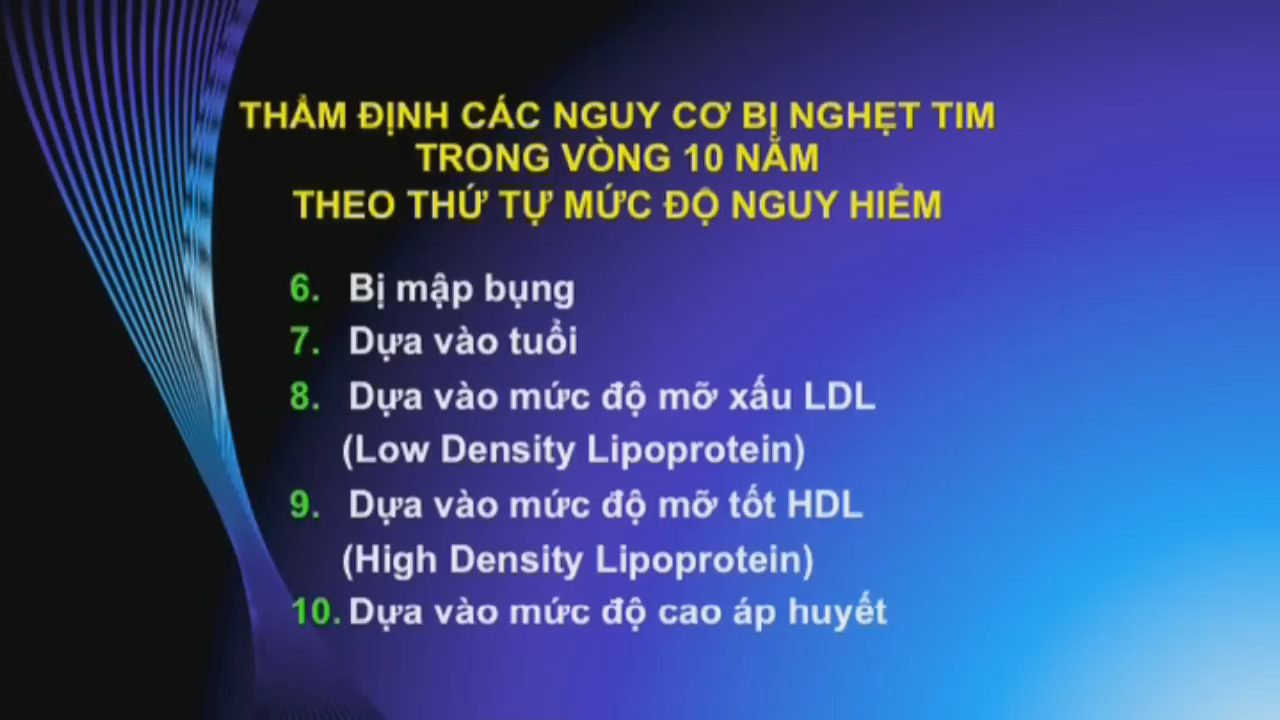 THẨM ĐỊNH CÁC NGUY CƠ BỊ NGHẸT TIM
TRONG VÒNG 10 NĂM
THEO THỨ TỰ MỨC ĐỘ NGUY HIỂM
6. Bị mập bụng
7. Dựa vào tuổi
8. Dựa vào mức độ mỡ xấu LDL
(Low Density Lipoprotein)
9. Dựa vào mức độ mỡ tốt HDL
(High Density Lipoprotein)
10. Dựa vào mức độ cao áp huyết